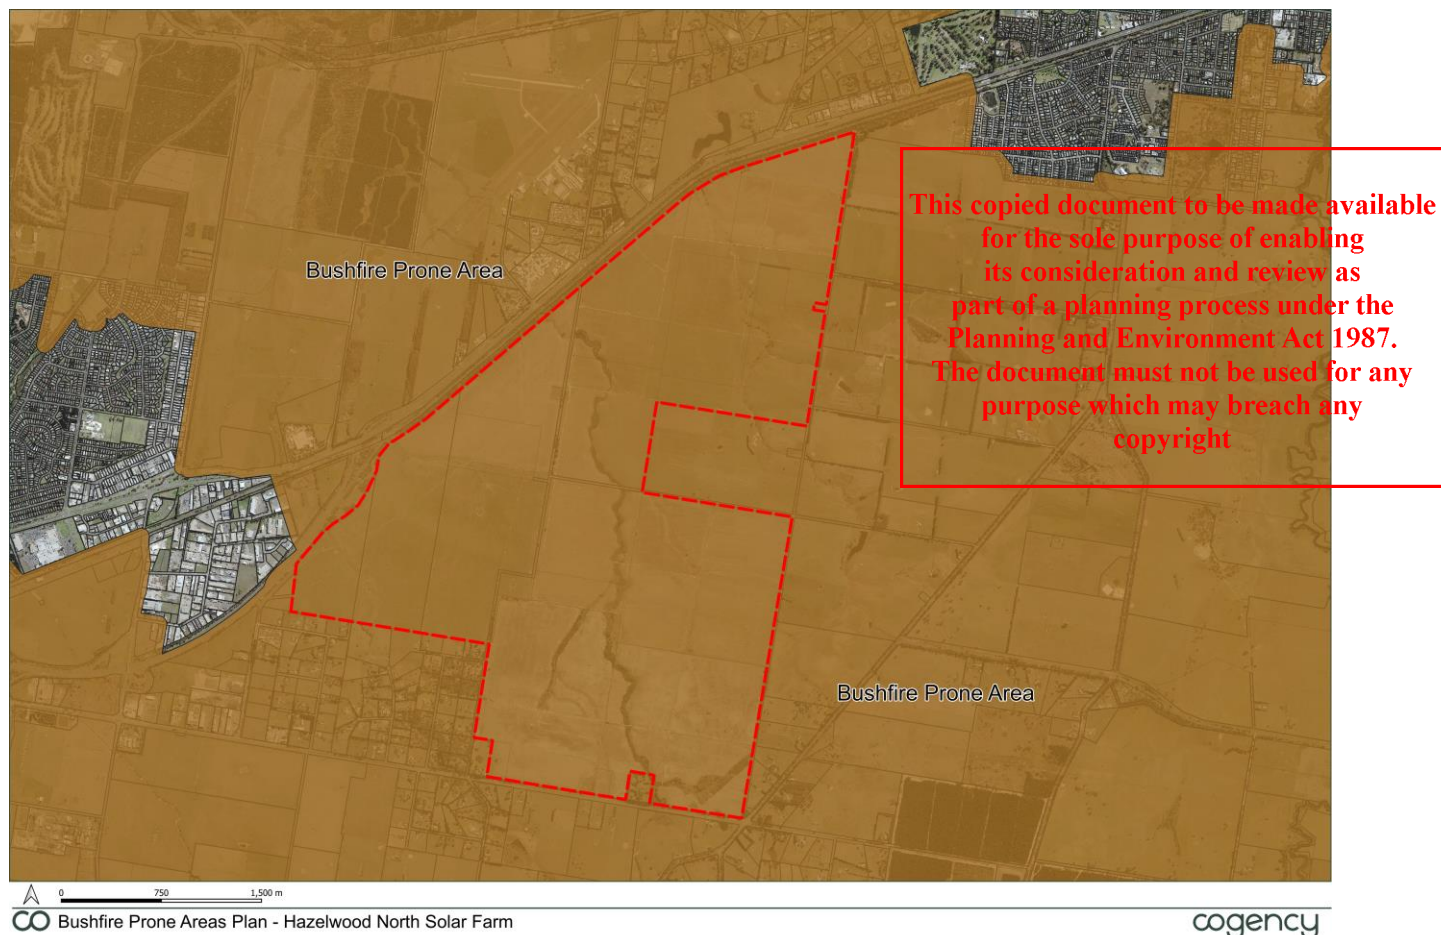 This copied document to be made available
for the sole purpose of enabling
its consideration and review as
part of a planning process under the
Planning and Environment Act 1987.
The document must not be used for any
purpose which may breach any
copyright
Bushfire Prone Area
Bushfire Prone Area
0 750 1,500 m
Bushfire Prone Areas Plan - Hazelwood North Solar Farm
cogency